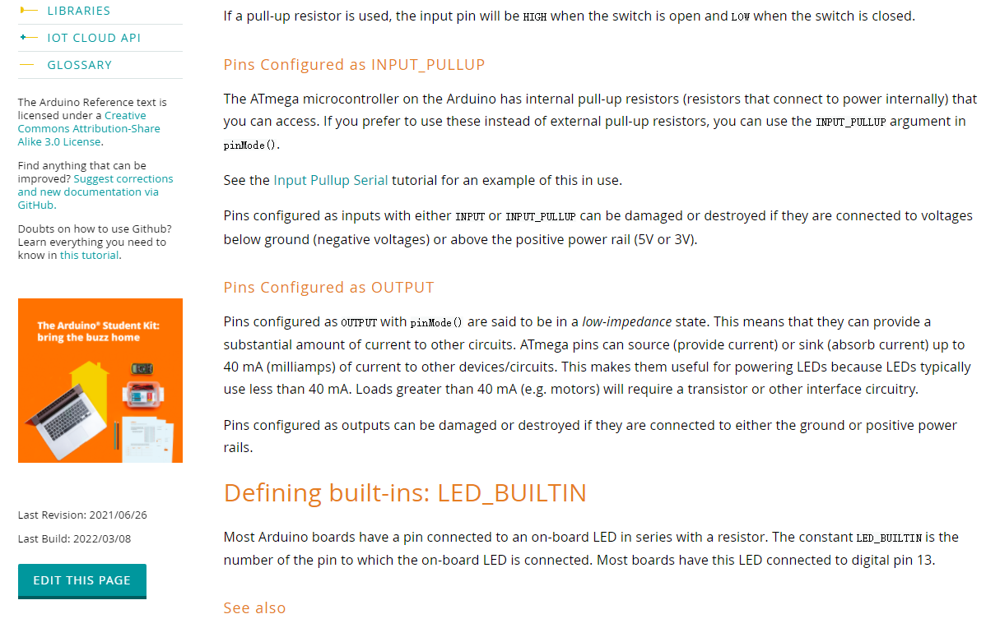 LIBRARIES
IOT CLOUD API
GLOSSARY
The Arduino Reference text is
licensed under a Creative
Commons Attribution-Share
Alike 3.0 License.
Find anything that can be
improved? Suggest corrections
and new documentation via
GitHub.
Doubts on how to use Github?
Learn everything you need to
know in this tutorial.
The Arduino® Student Kit:
bring the buzz home
Last Revision: 2021/06/26
Last Build: 2022/03/08
EDIT THIS PAGE
If a pull-up resistor is used, the input pin will be HIGH when the switch is open and LOW when the switch is closed.
Pins Configured as INPUT_PULLUP
The ATmega microcontroller on the Arduino has internal pull-up resistors (resistors that connect to power internally) that
you can access. If you prefer to use these instead of external pull-up resistors, you can use the INPUT_PULLUP argument in
pinMode().
See the Input Pullup Serial tutorial for an example of this in use.
Pins configured as inputs with either INPUT or INPUT_PULLUP can be damaged or destroyed if they are connected to voltages
below ground (negative voltages) or above the positive power rail (5V or 3V).
Pins Configured as OUTPUT
Pins configured as OUTPUT with pinMode() are said to be in a low-impedance state. This means that they can provide a
substantial amount of current to other circuits. ATmega pins can source (provide current) or sink (absorb current) up to
40 mA (milliamps) of current to other devices/circuits. This makes them useful for powering LEDs because LEDs typically
use less than 40 mA. Loads greater than 40 mA (e.g. motors) will require a transistor or other interface circuitry.
Pins configured as outputs can be damaged or destroyed if they are connected to either the ground or positive power
rails.
Defining built-ins: LED_BUILTIN
Most Arduino boards have a pin connected to an on-board LED in series with a resistor. The constant LED_BUILTIN is the
number of the pin to which the on-board LED is connected. Most boards have this LED connected to digital pin 13.
See also